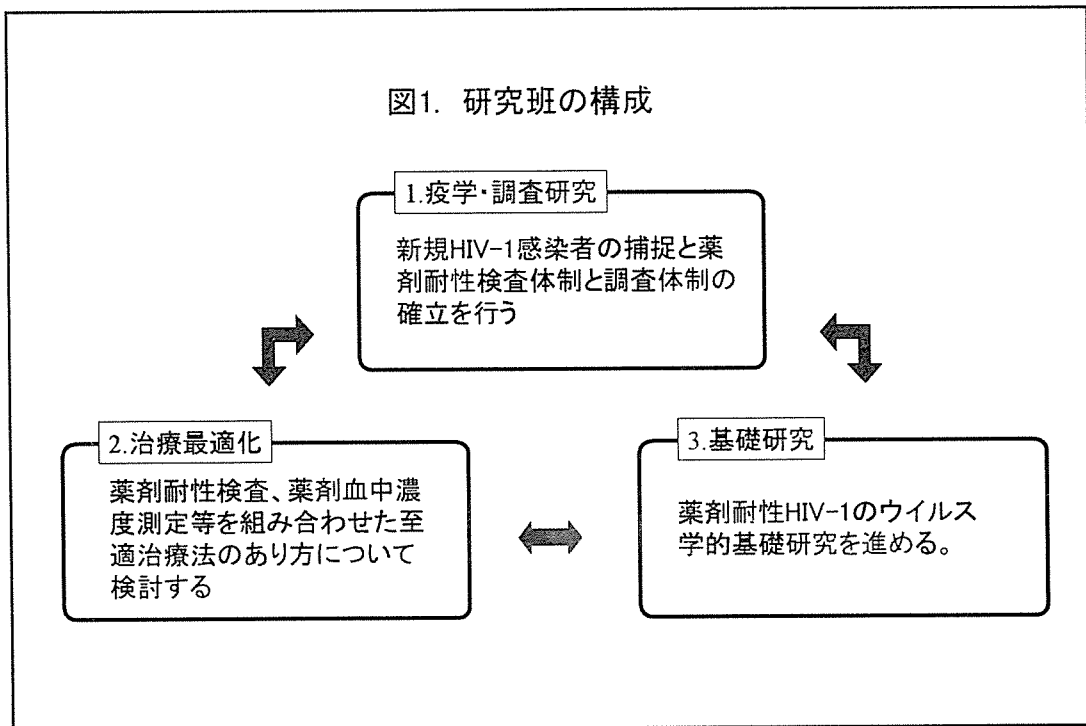 図1. 研究班の構成
1.疫学・調査研究
新規HIV-1感染者の捕捉と薬
剤耐性検査体制と調査体制の
確立を行う
2.治療最適化
薬剤耐性検査、薬剤血中濃
度測定等を組み合わせた至
適治療法のあり方について
検討する
3.基礎研究
薬剤耐性HIV-1のウイルス
学的基礎研究を進める。